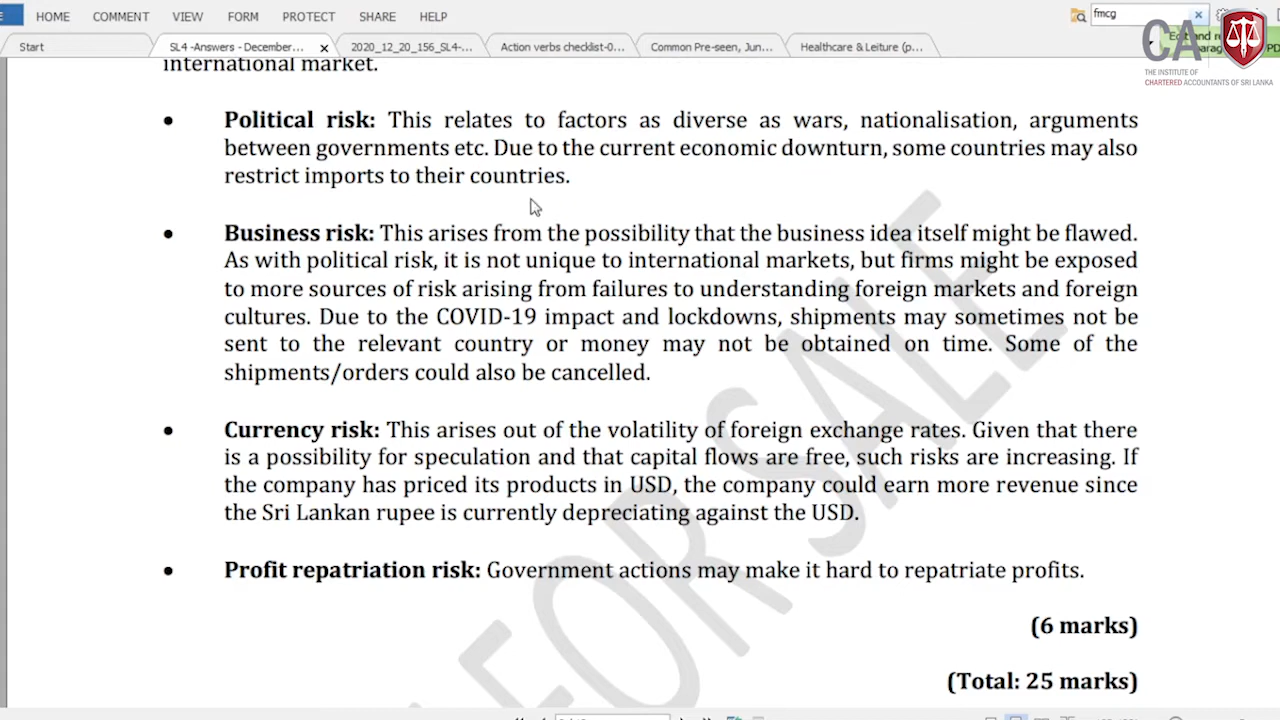 HOME COMMENT VIEW FORM PROTECT SHARE HELP
fmcg
Start SL4 -Answers - December... x 2020_12_20_156_SL4-... Action verbs checklist-0... Common Pre-seen, Jun... Healthcare & Leiture (p...
CA
THE INSTITUTE OF
CHARTERED ACCOUNTANTS OF SRI LANKA
international market.
• Political risk: This relates to factors as diverse as wars, nationalisation, arguments
between governments etc. Due to the current economic downturn, some countries may also
restrict imports to their countries.
• Business risk: This arises from the possibility that the business idea itself might be flawed.
As with political risk, it is not unique to international markets, but firms might be exposed
to more sources of risk arising from failures to understanding foreign markets and foreign
cultures. Due to the COVID-19 impact and lockdowns, shipments may sometimes not be
sent to the relevant country or money may not be obtained on time. Some of the
shipments/orders could also be cancelled.
• Currency risk: This arises out of the volatility of foreign exchange rates. Given that there
is a possibility for speculation and that capital flows are free, such risks are increasing. If
the company has priced its products in USD, the company could earn more revenue since
the Sri Lankan rupee is currently depreciating against the USD.
• Profit repatriation risk: Government actions may make it hard to repatriate profits.
(6 marks)
(Total: 25 marks)
FOR SALE